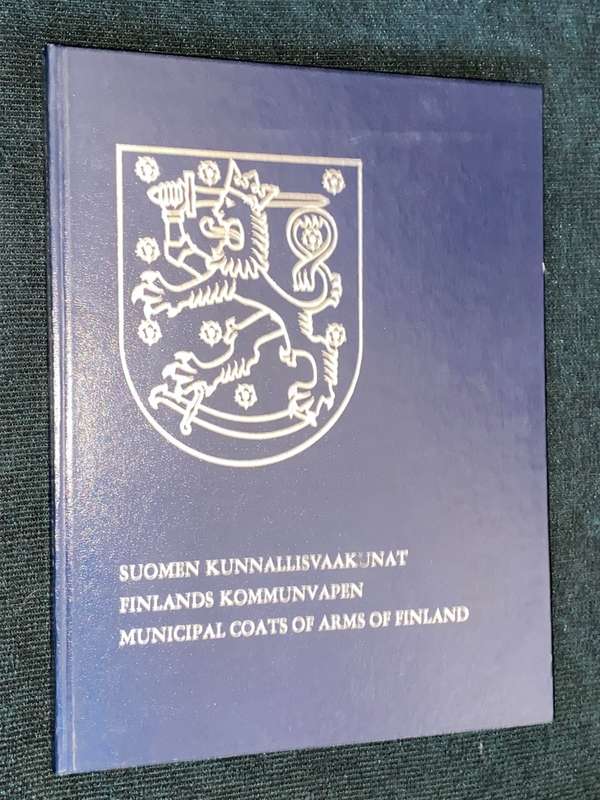 SUOMEN KUNNALLISVAAKUNAT
FINLANDS KOMMUNVAPEN
MUNICIPAL COATS OF ARMS OF FINLAND